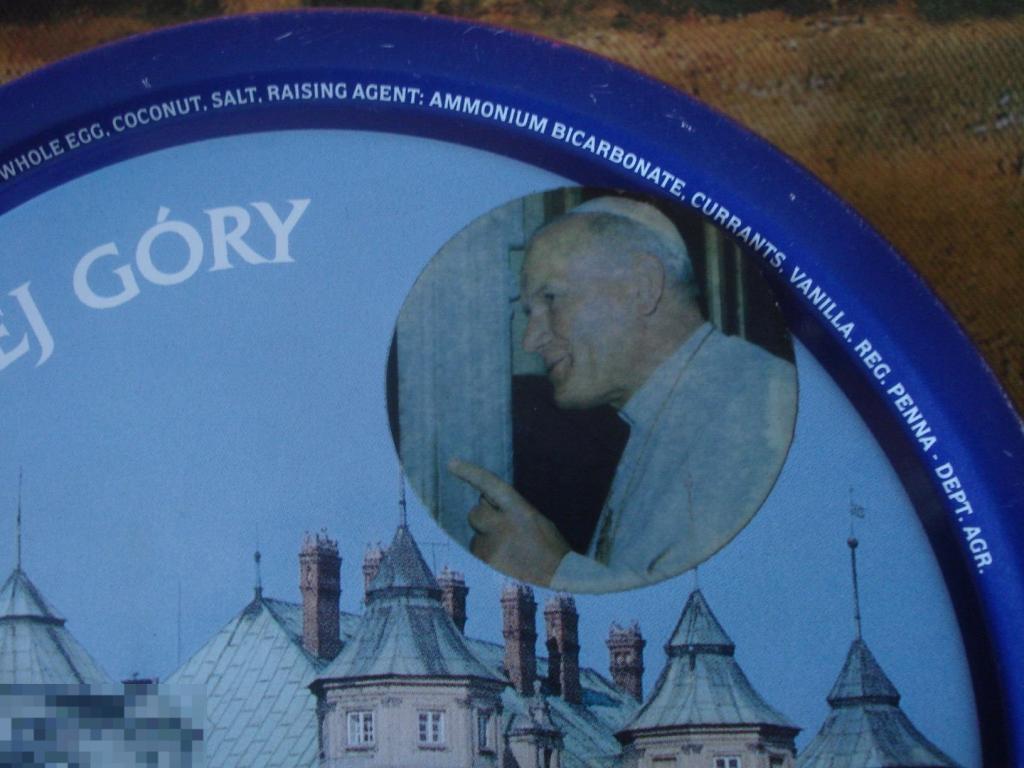 WHOLE EGG, COCONUT, SALT, RAISING AGENT: AMMONIUM BICARBONATE, CURRANTS, VANILLA, REG. PENNA - DEPT. AGR.
EJ GÓRY